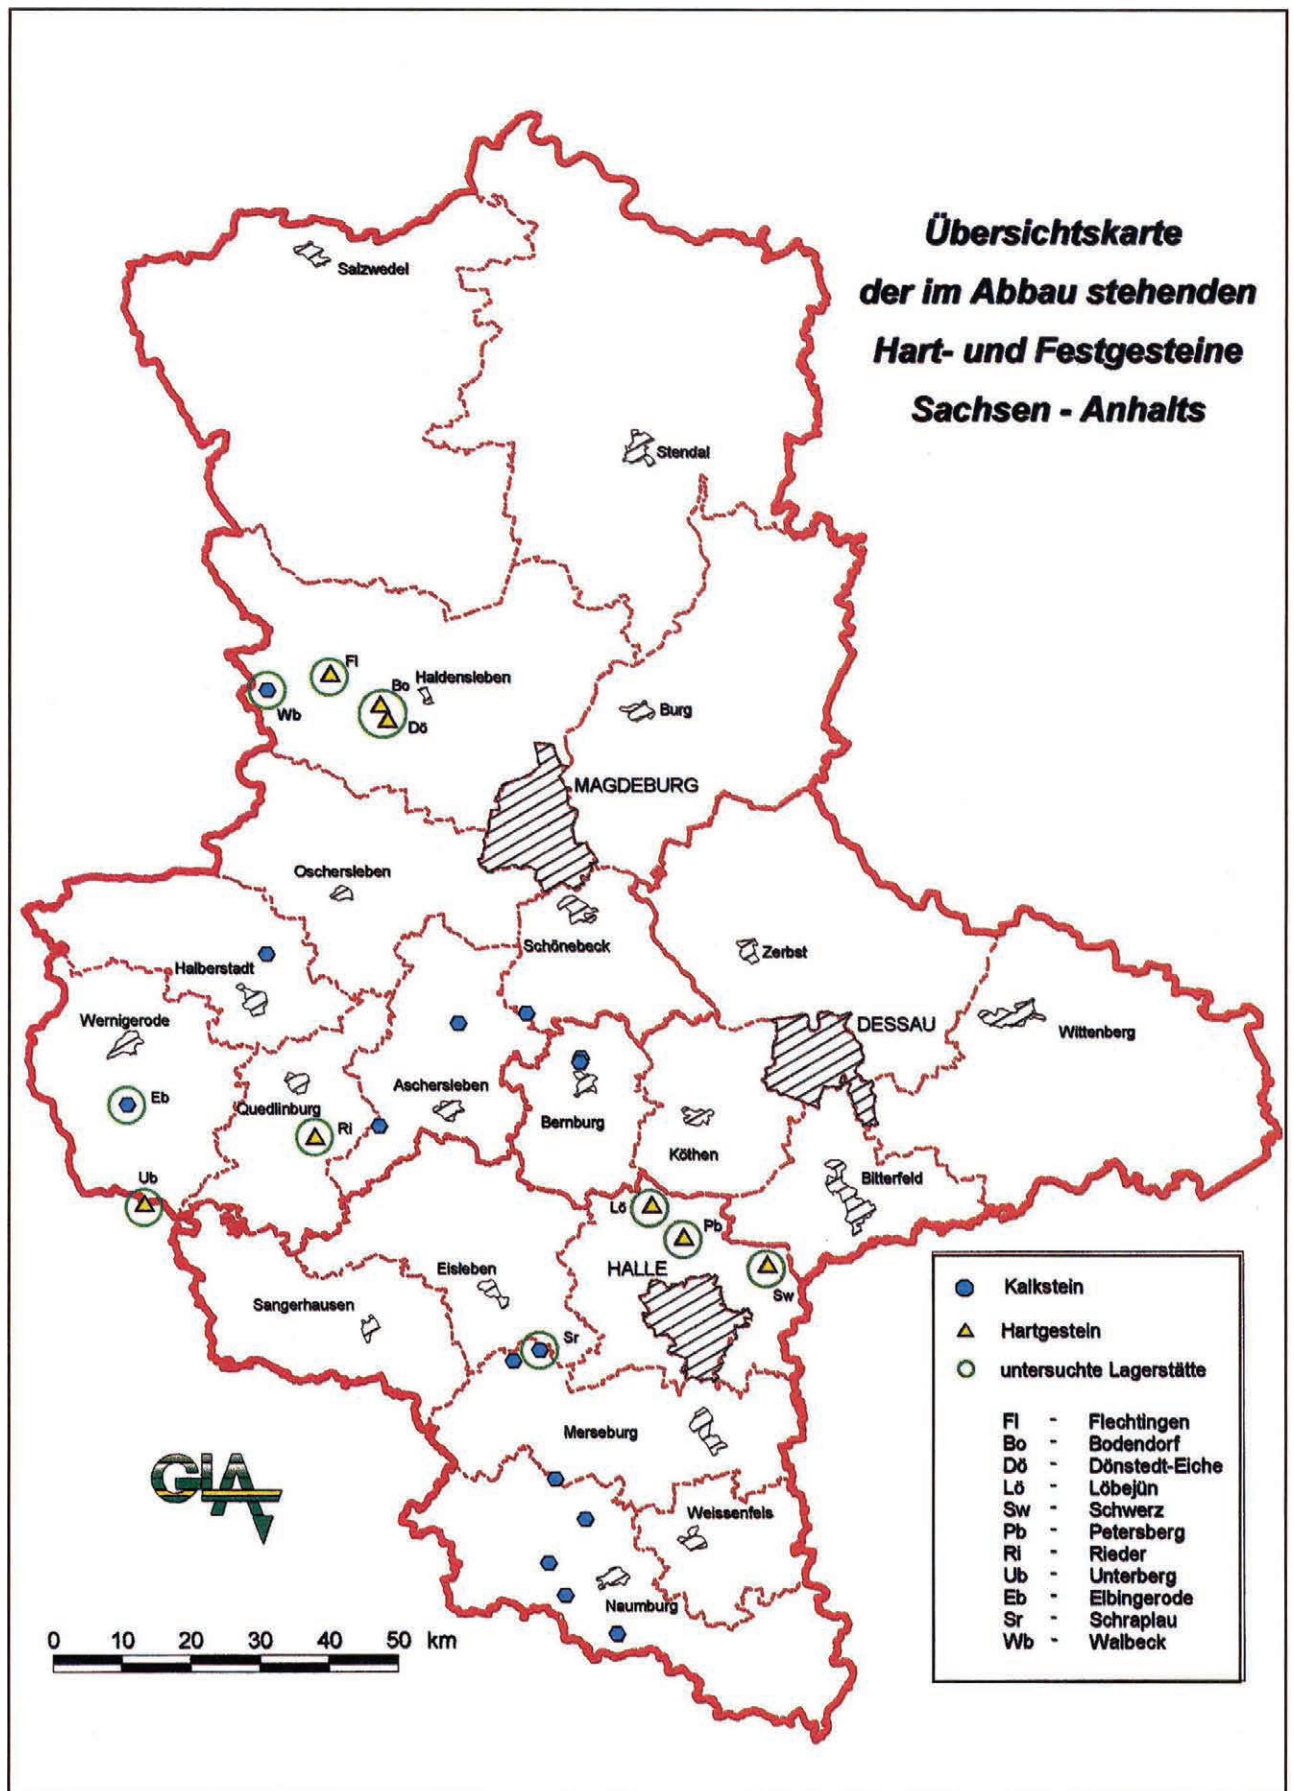 Übersichtskarte
der im Abbau stehenden
Hart- und Festgesteine
Sachsen - Anhalts
Salzwedel
Stendal
Fl
Haldensleben
Bo
Wb
Dö
Burg
MAGDEBURG
Oschersleben
Schönebeck
Zerbst
Halberstadt
Wernigerode
DESSAU
Wittenberg
Eb
Quedlinburg
Aschersleben
Ri
Bernburg
Köthen
Ub
Bitterfeld
Lö
Pb
Eisleben
HALLE
Sw
Sangerhausen
Sr
Merseburg
Weissenfels
Naumburg
GIA
0 10 20 30 40 50 km
Kalkstein
Hartgestein
untersuchte Lagerstätte
Fl - Flechtingen
Bo - Bodendorf
Dö - Dönstedt-Eiche
Lö - Löbejün
Sw - Schwerz
Pb - Petersberg
Ri - Rieder
Ub - Unterberg
Eb - Elbingerode
Sr - Schraplau
Wb - Walbeck